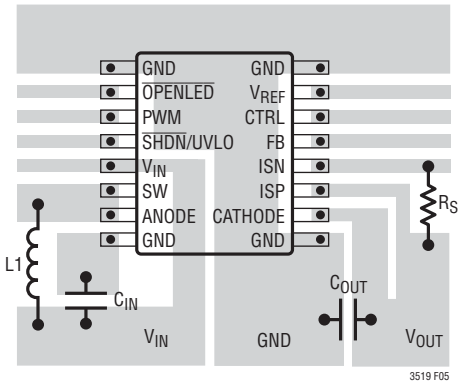 GND GND
OPENLED VREF
PWM CTRL
SHDN/UVLO FB
VIN ISN
SW ISP
ANODE CATHODE
GND GND
RS
L1
CIN
COUT
VIN
GND
VOUT
3519 F05